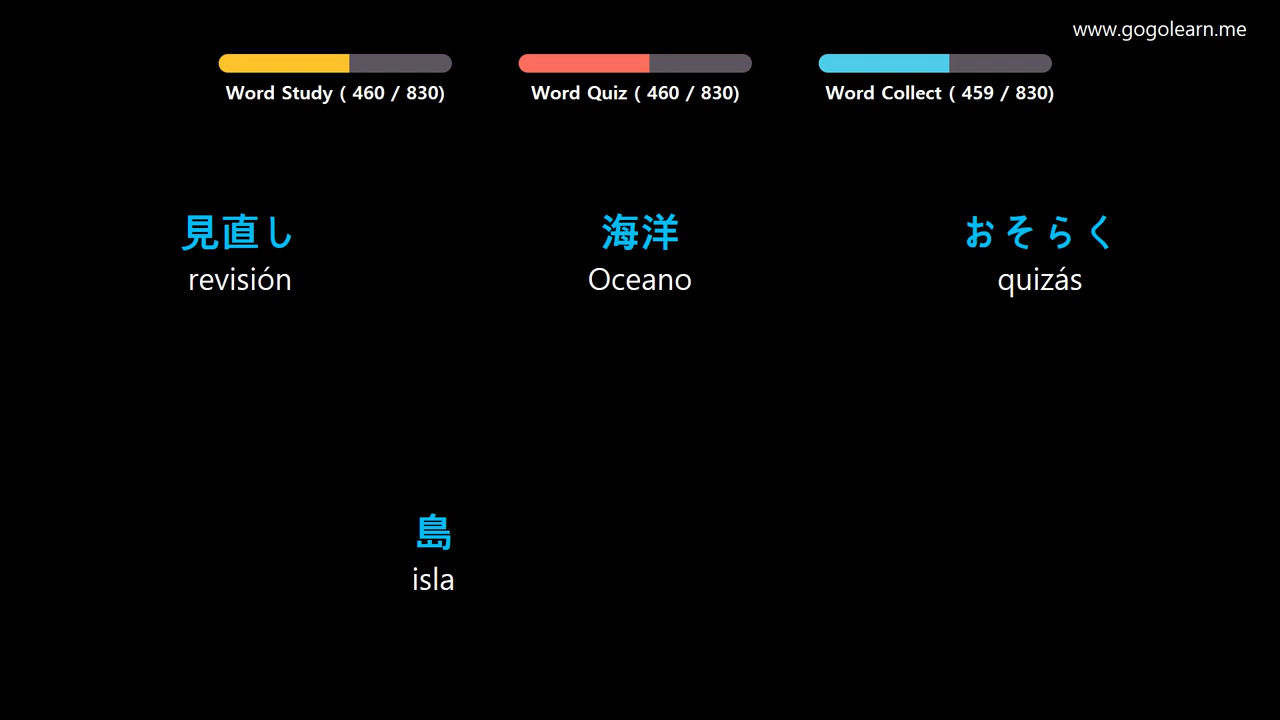 www.gogolearn.me
Word Study ( 460 / 830)
Word Quiz ( 460 / 830)
Word Collect ( 459 / 830)
見直し
revisión
海洋
Oceano
おそらく
quizás
島
isla